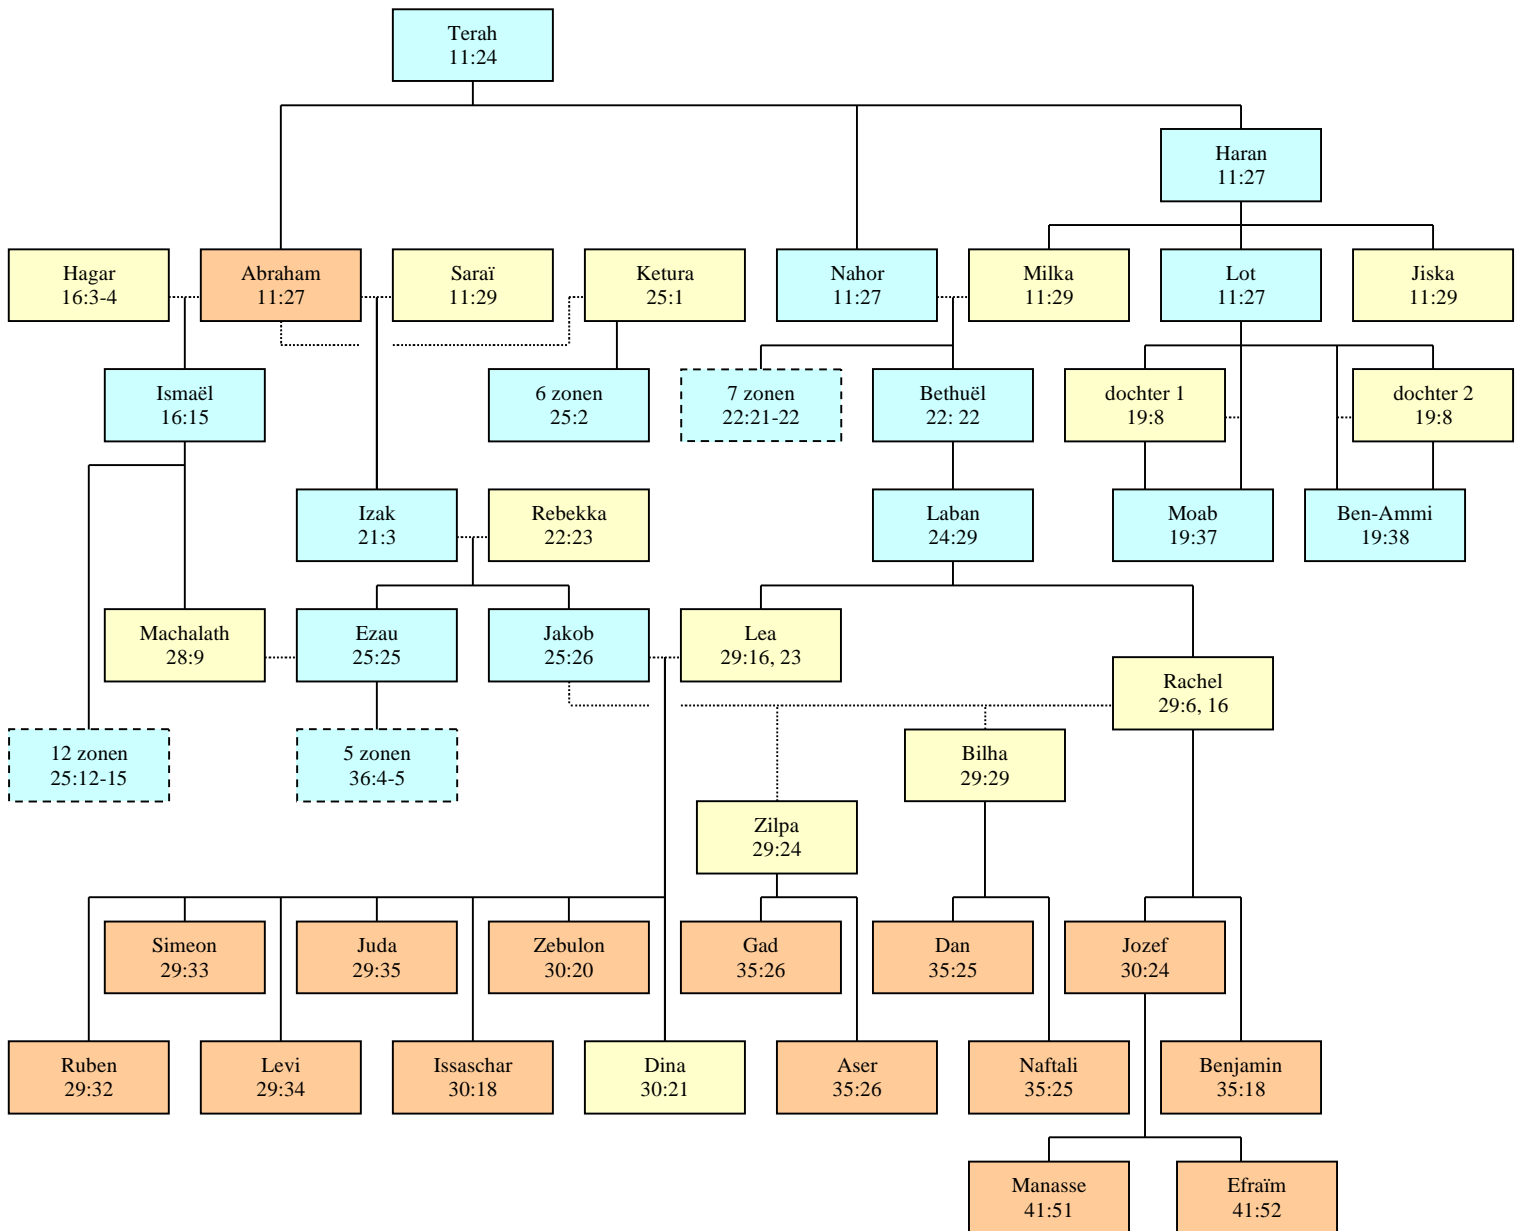 Terah
11:24
Haran
11:27
Hagar
16:3-4
Abraham
11:27
Saraï
11:29
Ketura
25:1
Nahor
11:27
Milka
11:29
Lot
11:27
Jiska
11:29
Ismaël
16:15
6 zonen
25:2
7 zonen
22:21-22
Bethuël
22: 22
dochter 1
19:8
dochter 2
19:8
Izak
21:3
Rebekka
22:23
Laban
24:29
Moab
19:37
Ben-Ammi
19:38
Machalath
28:9
Ezau
25:25
Jakob
25:26
Lea
29:16, 23
Rachel
29:6, 16
12 zonen
25:12-15
5 zonen
36:4-5
Bilha
29:29
Zilpa
29:24
Simeon
29:33
Juda
29:35
Zebulon
30:20
Gad
35:26
Dan
35:25
Jozef
30:24
Ruben
29:32
Levi
29:34
Issaschar
30:18
Dina
30:21
Aser
35:26
Naftali
35:25
Benjamin
35:18
Manasse
41:51
Efraïm
41:52